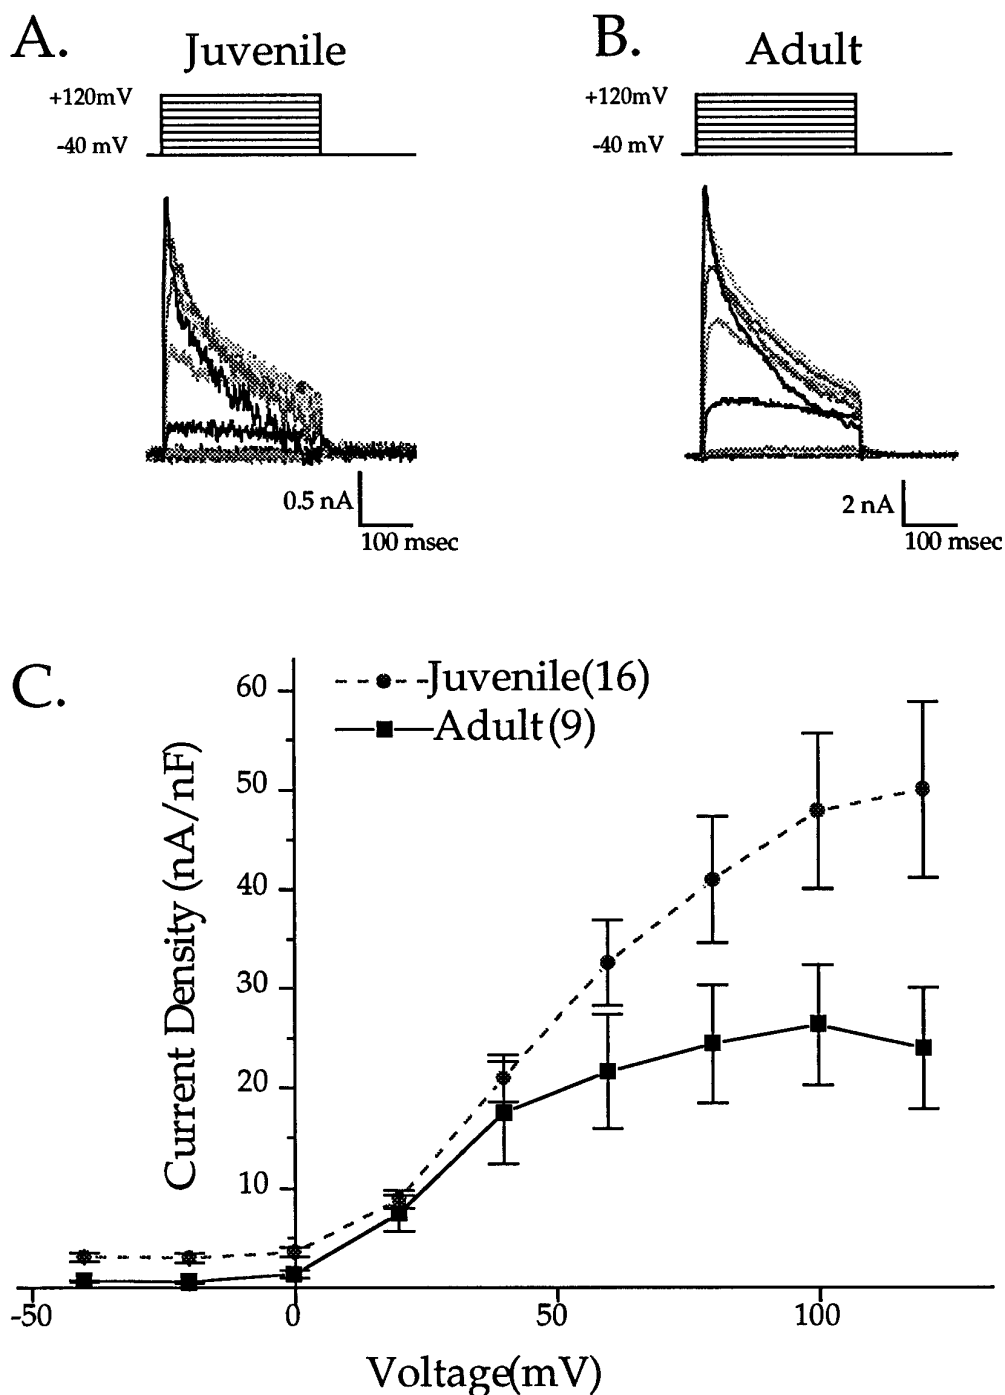 A.
Juvenile
+120mV
-40 mV
0.5 nA
100 msec
B.
Adult
+120mV
-40 mV
2 nA
100 msec
C.
Juvenile(16)
Adult(9)
Current Density (nA/nF)
60
50
40
30
20
10
-50
0
50
100
Voltage(mV)